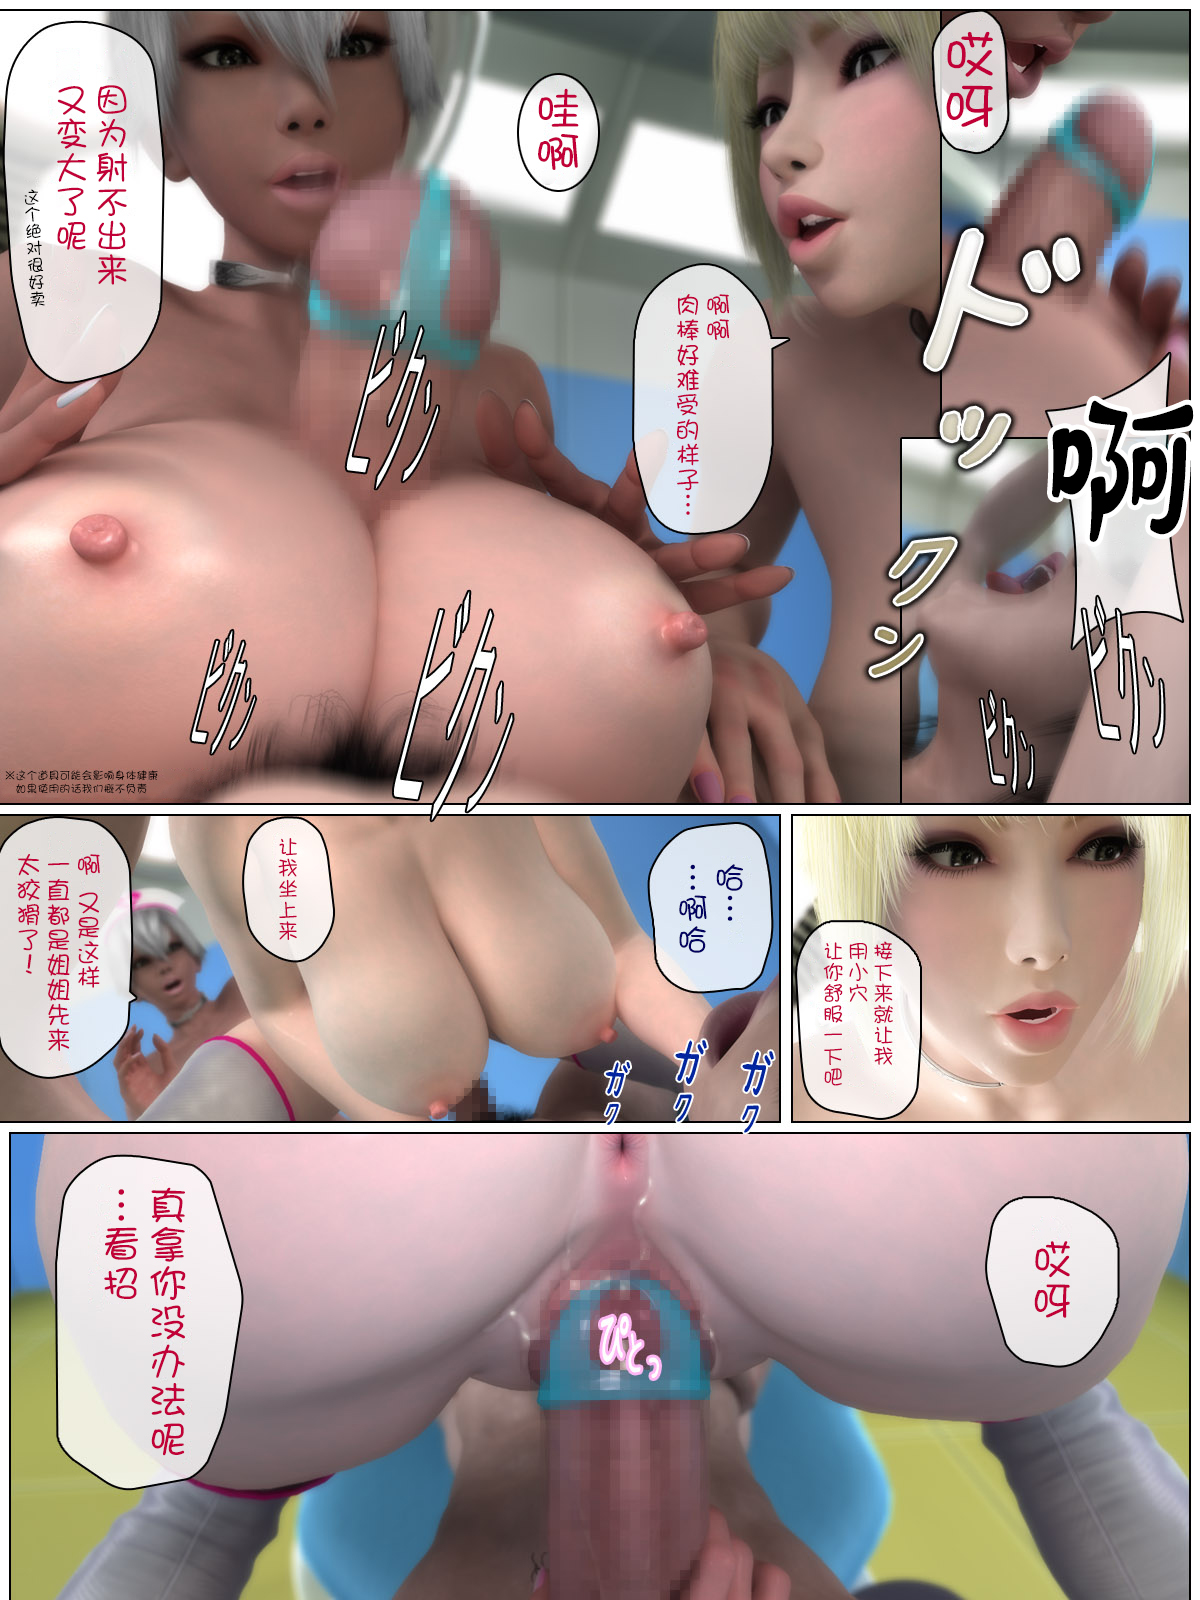 哎呀
ドックン
啊
ビクン
ビクン
哇啊
啊啊
肉棒好难受的样子…
因为射不出来
又变大了呢
这个绝对很好卖
ビクン
ビクン
ビクン
※这个道具可能会影响身体健康
如果使用的话我们概不负责
接下来就让我
用小穴
让你舒服一下吧
哈…
…啊哈
让我坐上来
啊 又是这样
一直都是姐姐先来
太狡猾了！
ガク
ガク
ガク
哎呀
真拿你没办法呢
…看招
ぴとっ